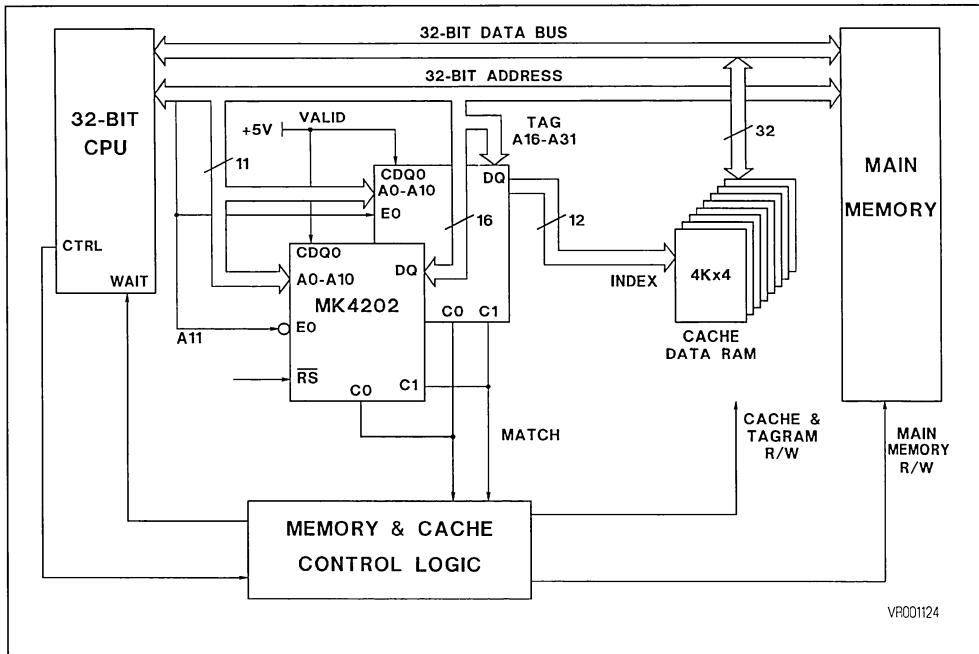 32-BIT DATA BUS
32-BIT ADDRESS
32-BIT
CPU
CTRL
WAIT
+5V
VALID
11
TAG
A16-A31
CDQ0
A0-A10
E0
DQ
16
12
32
C0
C1
CDQ0
A0-A10
DQ
MK4202
E0
A11
RS
C0
C1
INDEX
4Kx4
CACHE
DATA RAM
MAIN
MEMORY
MATCH
CACHE &
TAGRAM
R/W
MAIN
MEMORY
R/W
MEMORY & CACHE
CONTROL LOGIC
VR001124